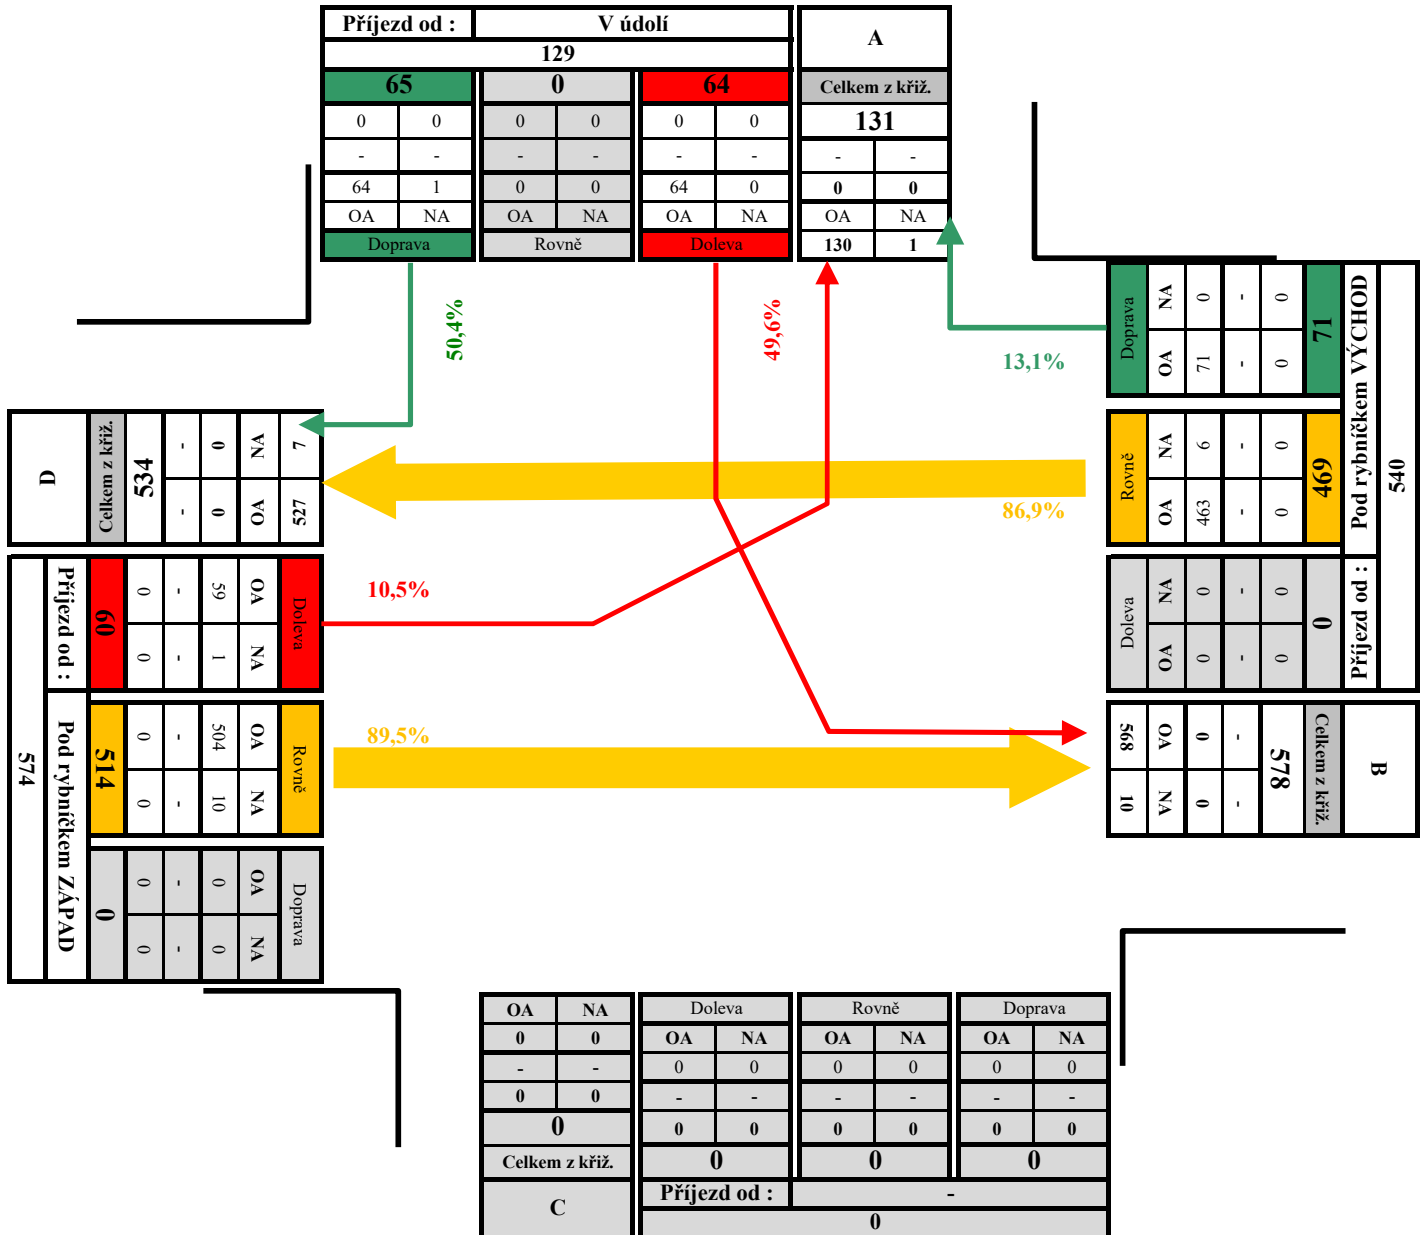 Příjezd od : V údolí
129
65 0 64
0 0 0 0 0 0
- - - - - -
64 1 0 0 64 0
OA NA OA NA OA NA
Doprava Rovně Doleva
A
Celkem z křiž.
131
- -
0 0
OA NA
130 1
50,4%
49,6%
13,1%
86,9%
10,5%
89,5%
540
Příjezd od : Pod rybníčkem VÝCHOD
0 469 71
0 0 0 0 0 0
- - - - - -
0 0 463 6 71 0
OA NA OA NA OA NA
Doleva Rovně Doprava
B
Celkem z křiž.
578
- -
0 0
OA NA
568 10
D
Celkem z křiž.
534
- -
0 0
OA NA
527 7
Doleva Rovně Doprava
OA NA OA NA OA NA
59 1 504 10 0 0
- - - - - -
0 0 0 0 0 0
60 514 0
Příjezd od : Pod rybníčkem ZÁPAD
574
OA NA
0 0
- -
0 0
0
Celkem z křiž.
C
Doleva Rovně Doprava
OA NA OA NA OA NA
0 0 0 0 0 0
- - - - - -
0 0 0 0 0 0
0 0 0
Příjezd od : -
0